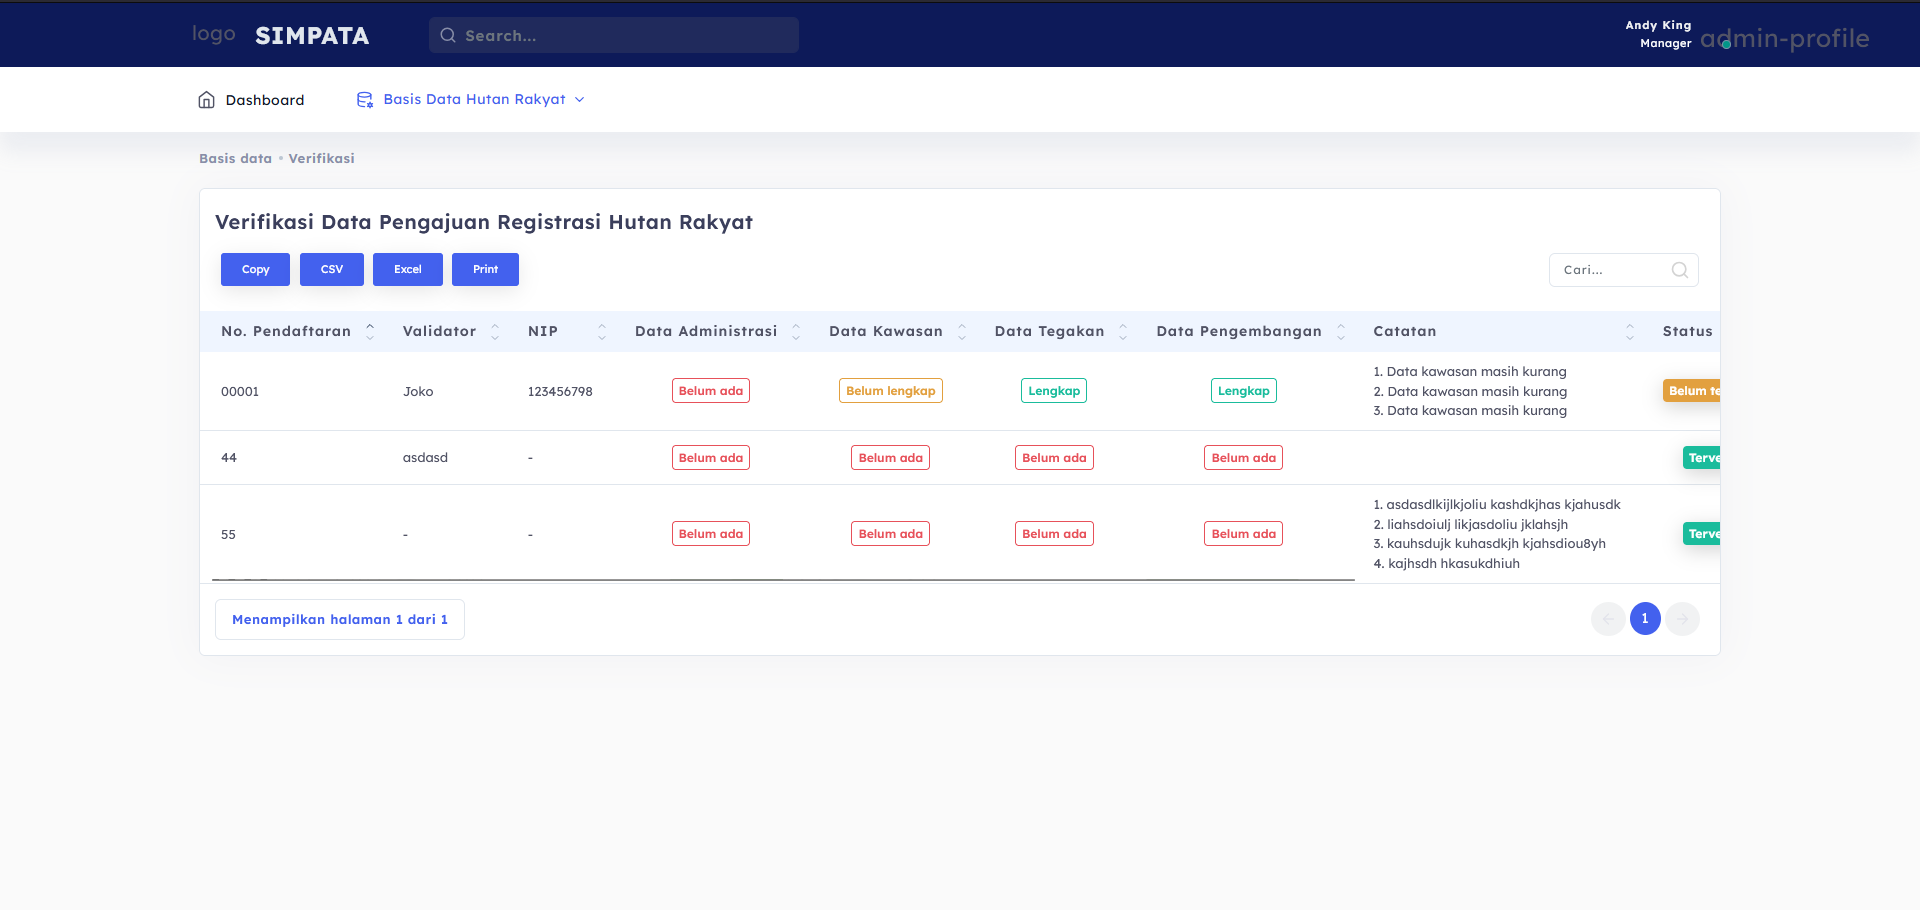 logo SIMPATA Search... Andy King
Manager admin-profile
Dashboard Basis Data Hutan Rakyat
Basis data • Verifikasi
Verifikasi Data Pengajuan Registrasi Hutan Rakyat
Copy CSV Excel Print Cari...
No. Pendaftaran Validator NIP Data Administrasi Data Kawasan Data Tegakan Data Pengembangan Catatan Status
00001 Joko 123456798 Belum ada Belum lengkap Lengkap Lengkap 1. Data kawasan masih kurang
2. Data kawasan masih kurang
3. Data kawasan masih kurang
Belum te
44 asdasd - Belum ada Belum ada Belum ada Belum ada Terve
55 - - Belum ada Belum ada Belum ada Belum ada 1. asdasdlkijlkjoliu kashdkjhas kjahusdk
2. liahsdoiulj likjasdoliu jklahsjh
3. kauhsdujk kuhasdkjh kjahsdiou8yh
4. kajhsdh hkasukdhiuh
Terve
Menampilkan halaman 1 dari 1 1